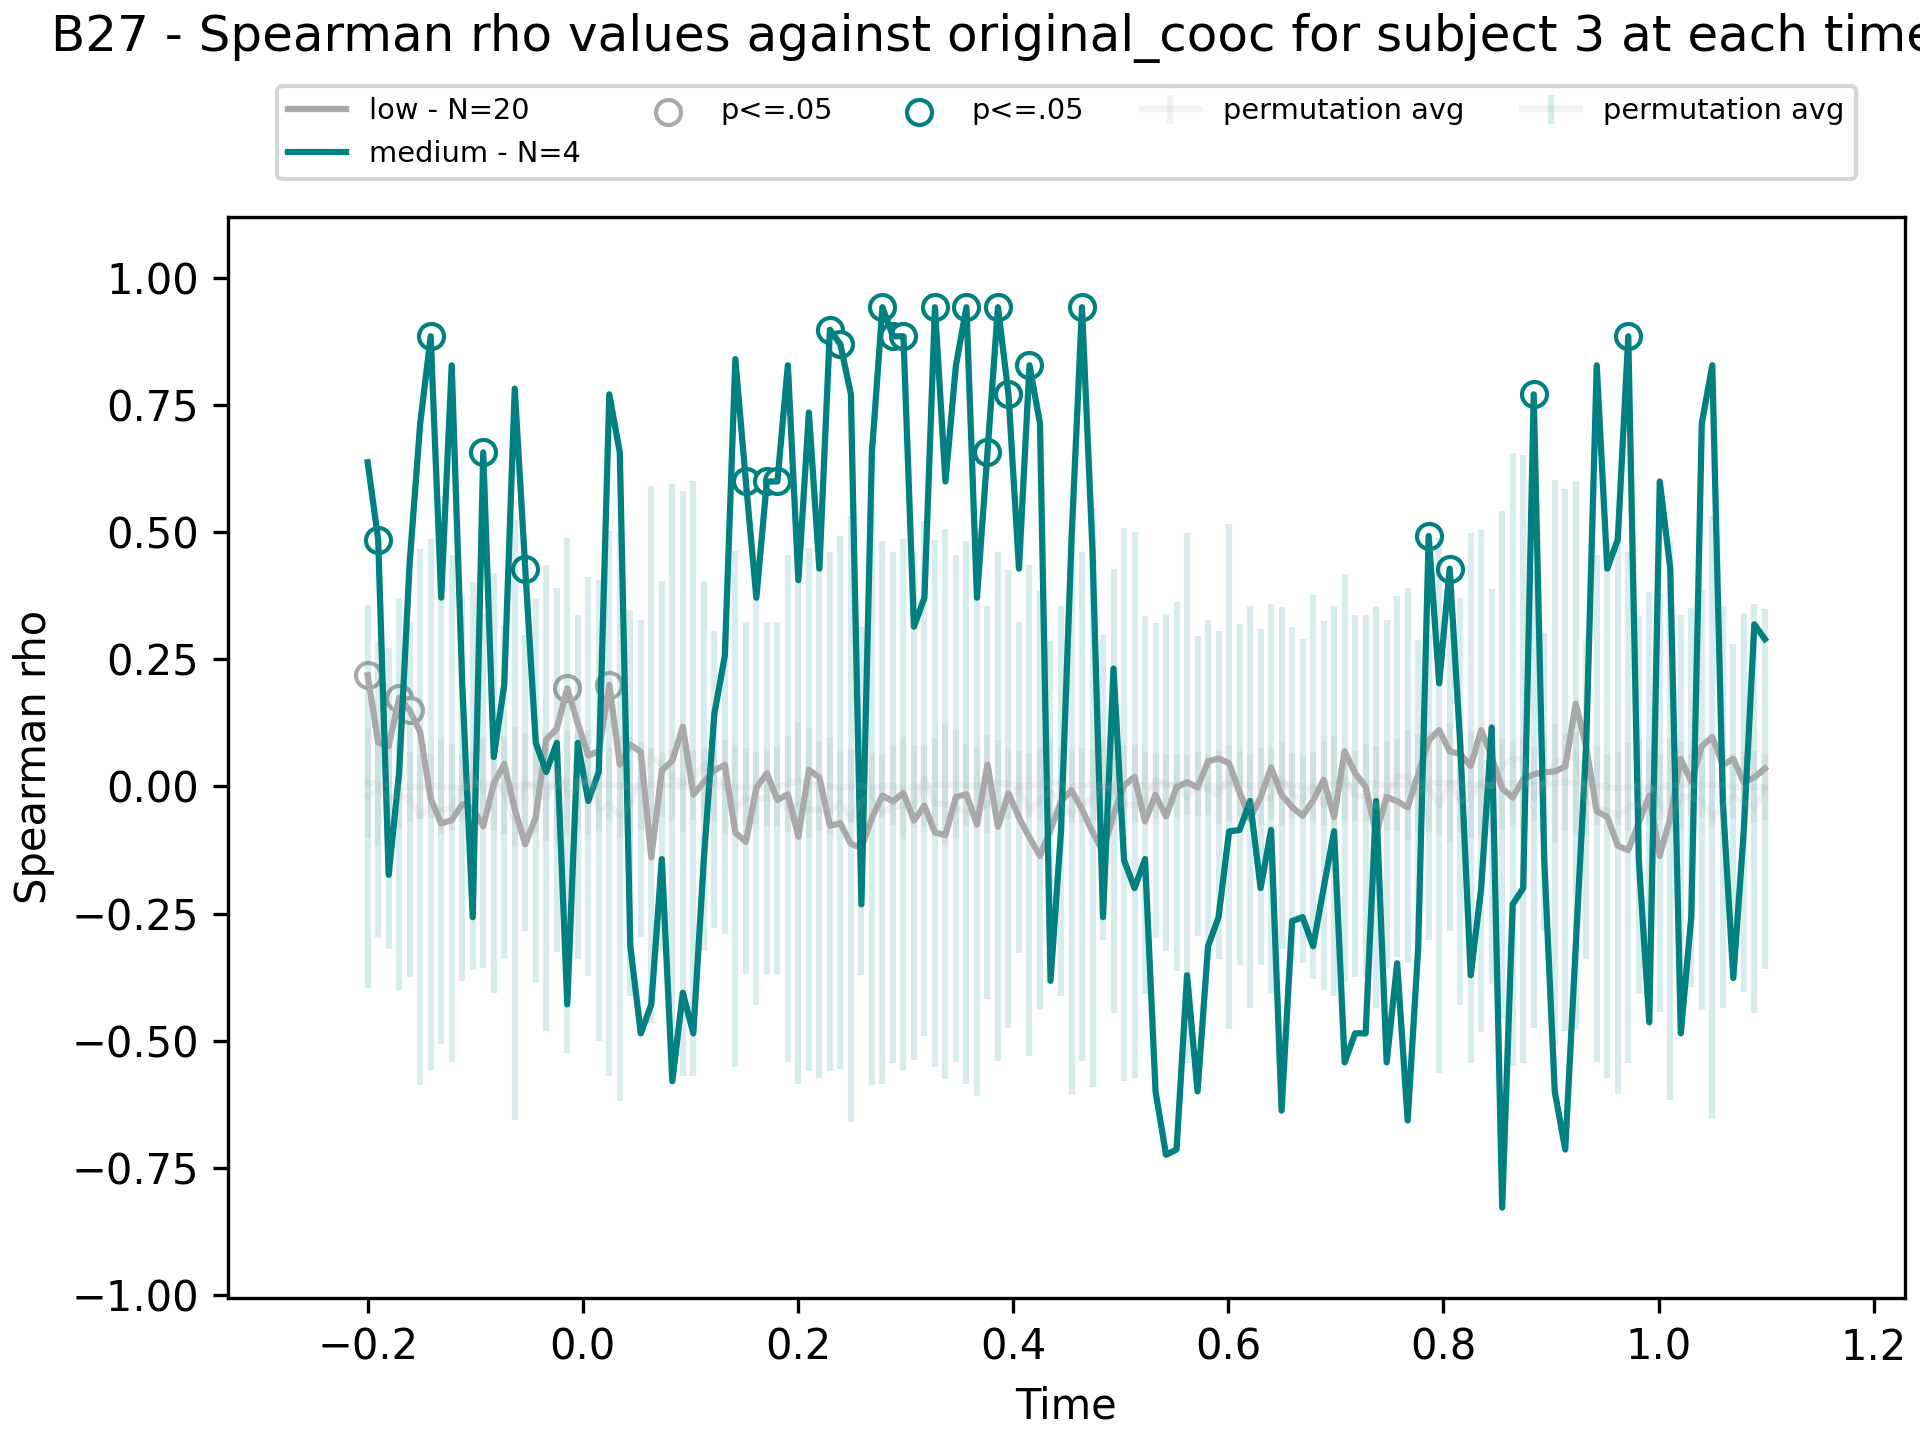 B27 - Spearman rho values against original_cooc for subject 3 at each time
low - N=20
medium - N=4
p<=.05
p<=.05
permutation avg
permutation avg
Spearman rho
1.00
0.75
0.50
0.25
0.00
−0.25
−0.50
−0.75
−1.00
−0.2
0.0
0.2
0.4
0.6
0.8
1.0
1.2
Time